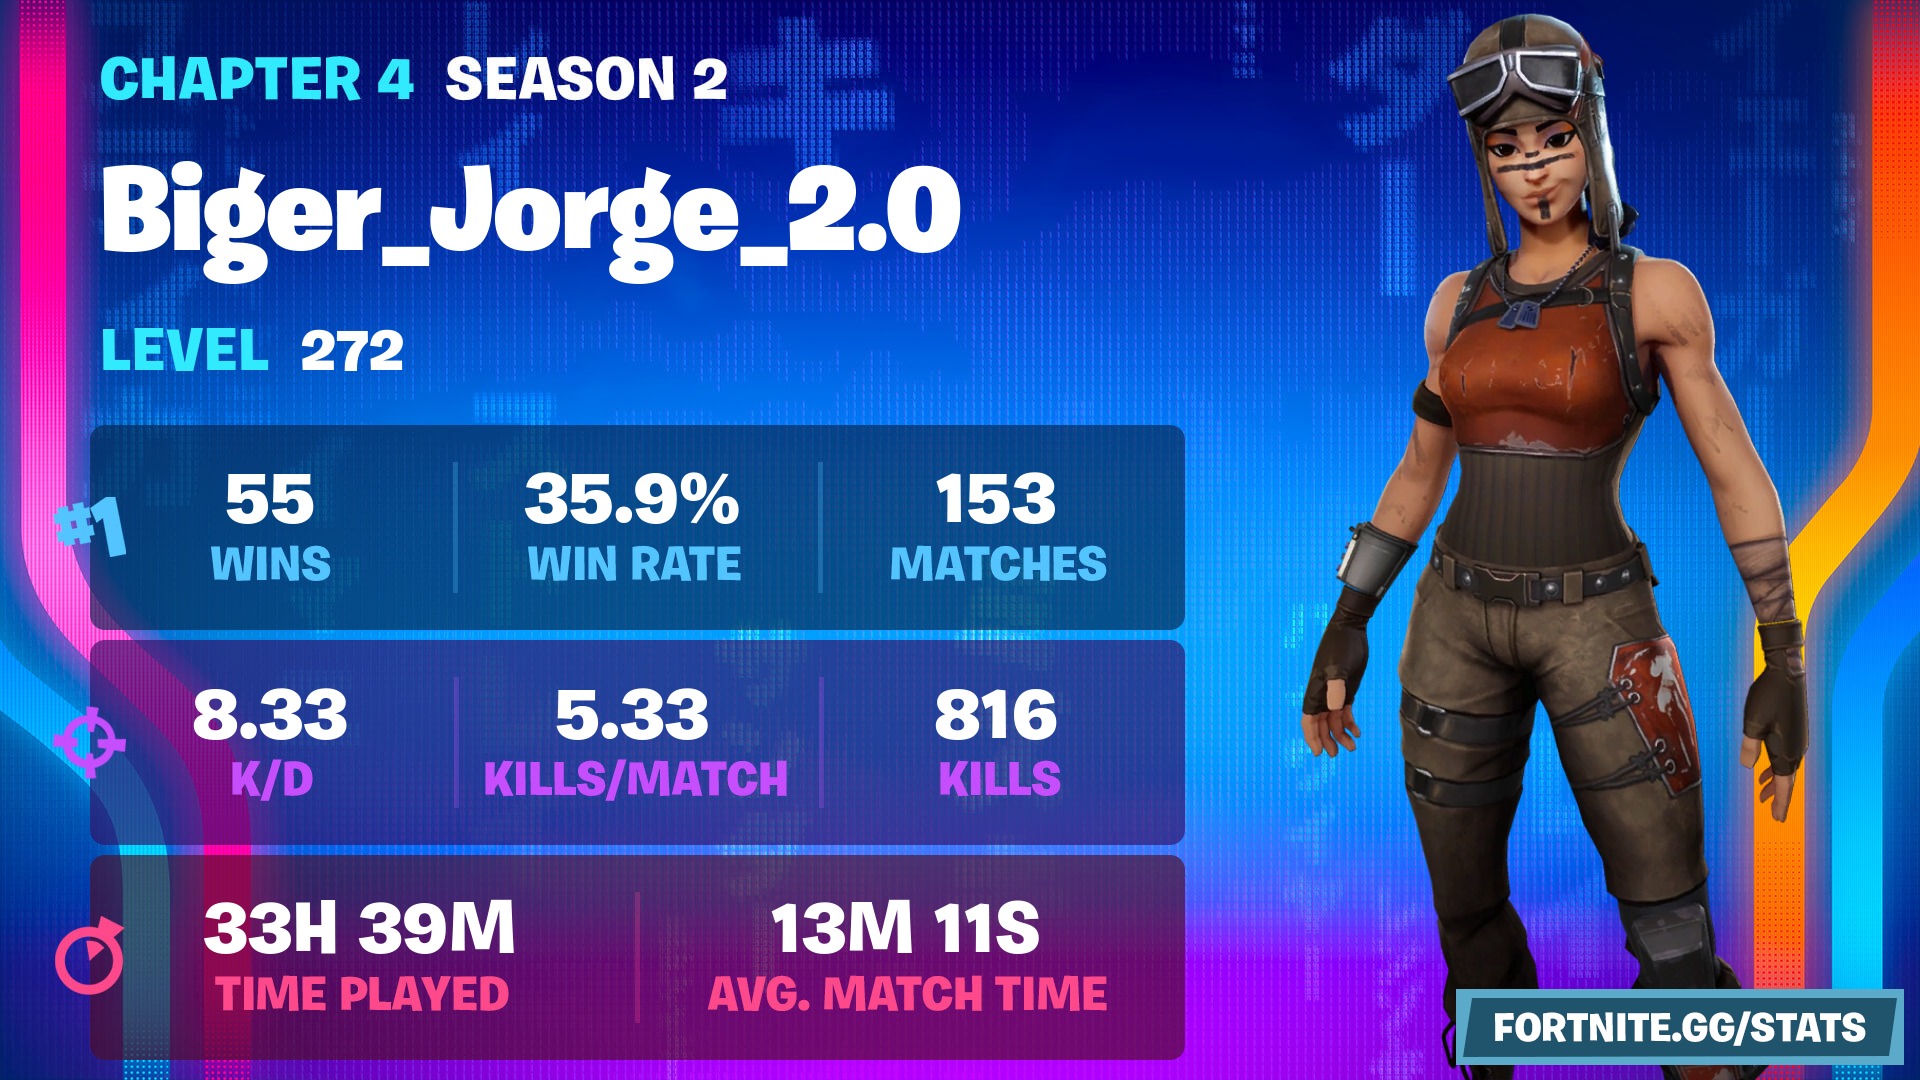 CHAPTER 4 SEASON 2
Biger_Jorge_2.0
LEVEL 272
#1
55 35.9% 153
WINS WIN RATE MATCHES
8.33 5.33 816
K/D KILLS/MATCH KILLS
33H 39M 13M 11S
TIME PLAYED AVG. MATCH TIME
FORTNITE.GG/STATS